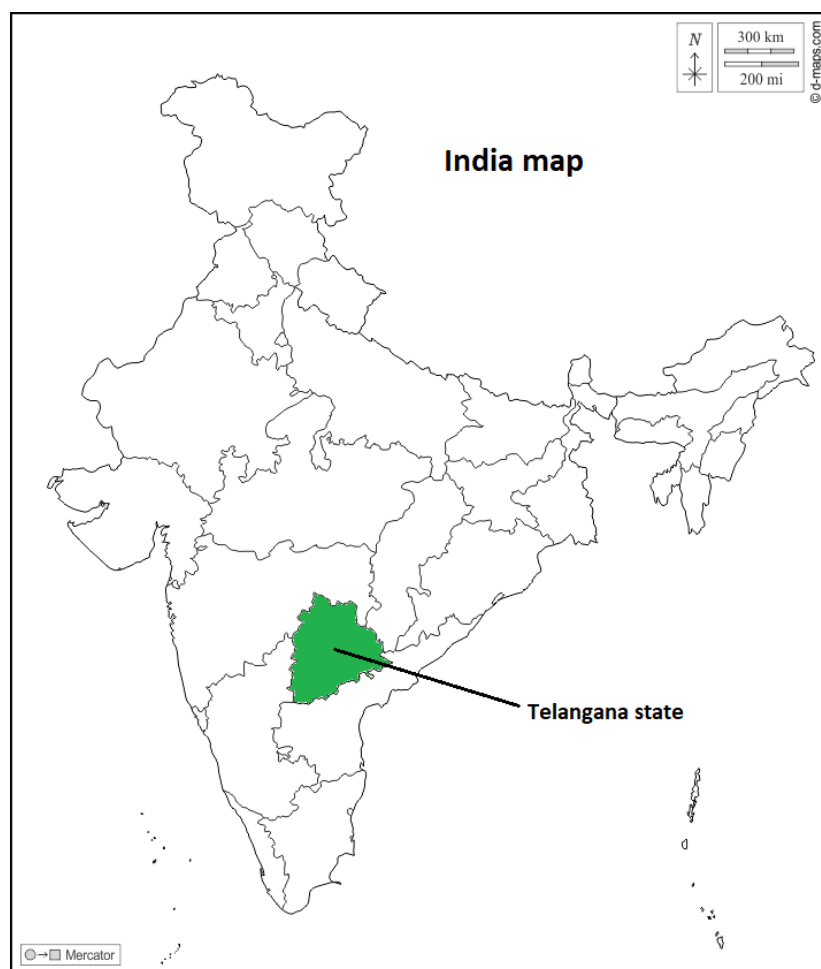 N
300 km
200 mi
© d-maps.com
India map
Telangana state
Mercator